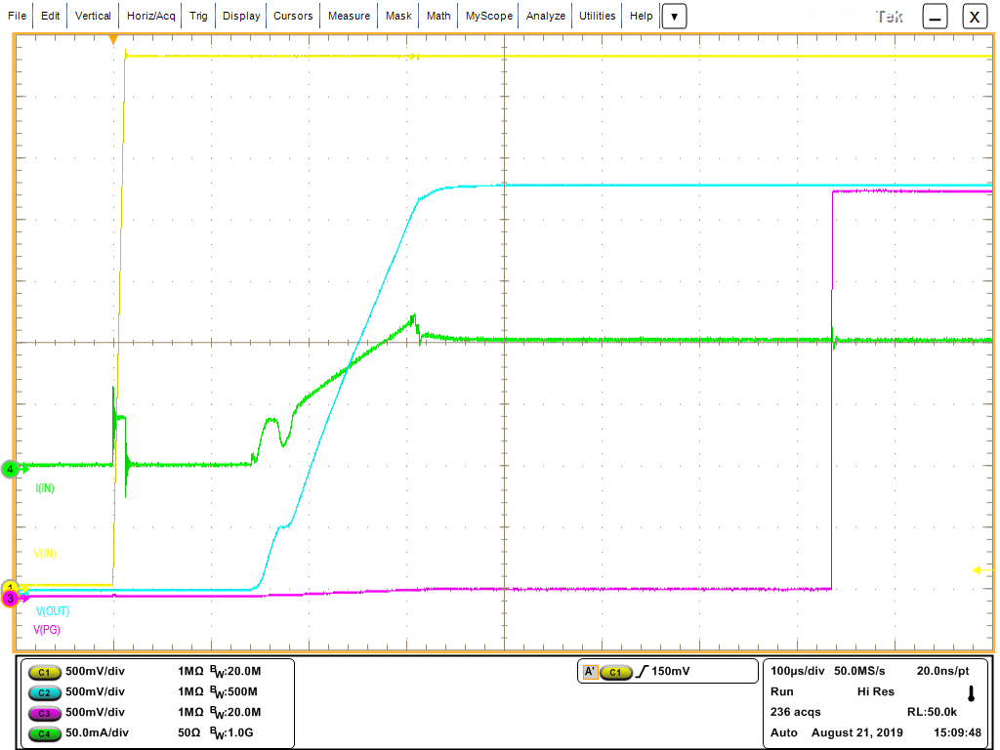 File Edit Vertical Horiz/Acq Trig Display Cursors Measure Mask Math MyScope Analyze Utilities Help ▼ Tek X
4
I(IN)
V(IN)
1
3
V(OUT)
V(PG)
C1 500mV/div 1MΩ BW:20.0M
C2 500mV/div 1MΩ BW:500M
C3 500mV/div 1MΩ BW:20.0M
C4 50.0mA/div 50Ω BW:1.0G
A' C1 150mV
100µs/div 50.0MS/s 20.0ns/pt
Run Hi Res
236 acqs RL:50.0k
Auto August 21, 2019 15:09:48